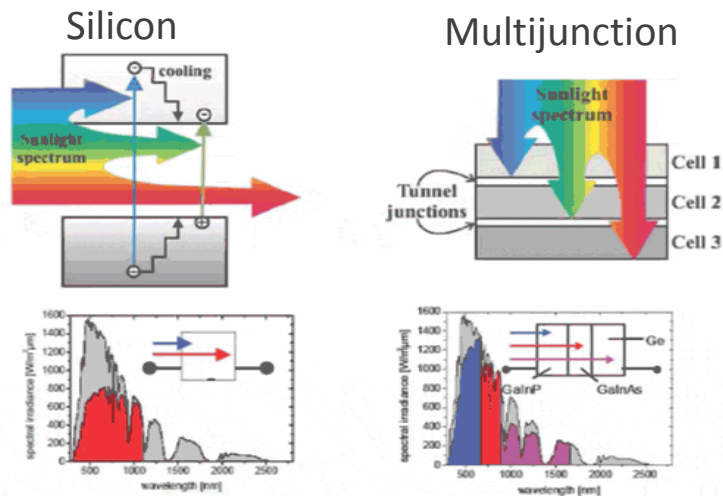 Silicon
Multijunction
cooling
Sunlight
spectrum
Sunlight
spectrum
Tunnel
junctions
Cell 1
Cell 2
Cell 3
1600
1400
1200
1000
800
600
400
200
0
500 1000 1500 2000 2500
spectral irradiance [W/m²µm]
wavelength [nm]
1600
1400
1200
1000
800
600
400
200
0
500 1000 1500 2000 2500
spectral irradiance [W/m²µm]
wavelength [nm]
Ge
GaInP
GaInAs